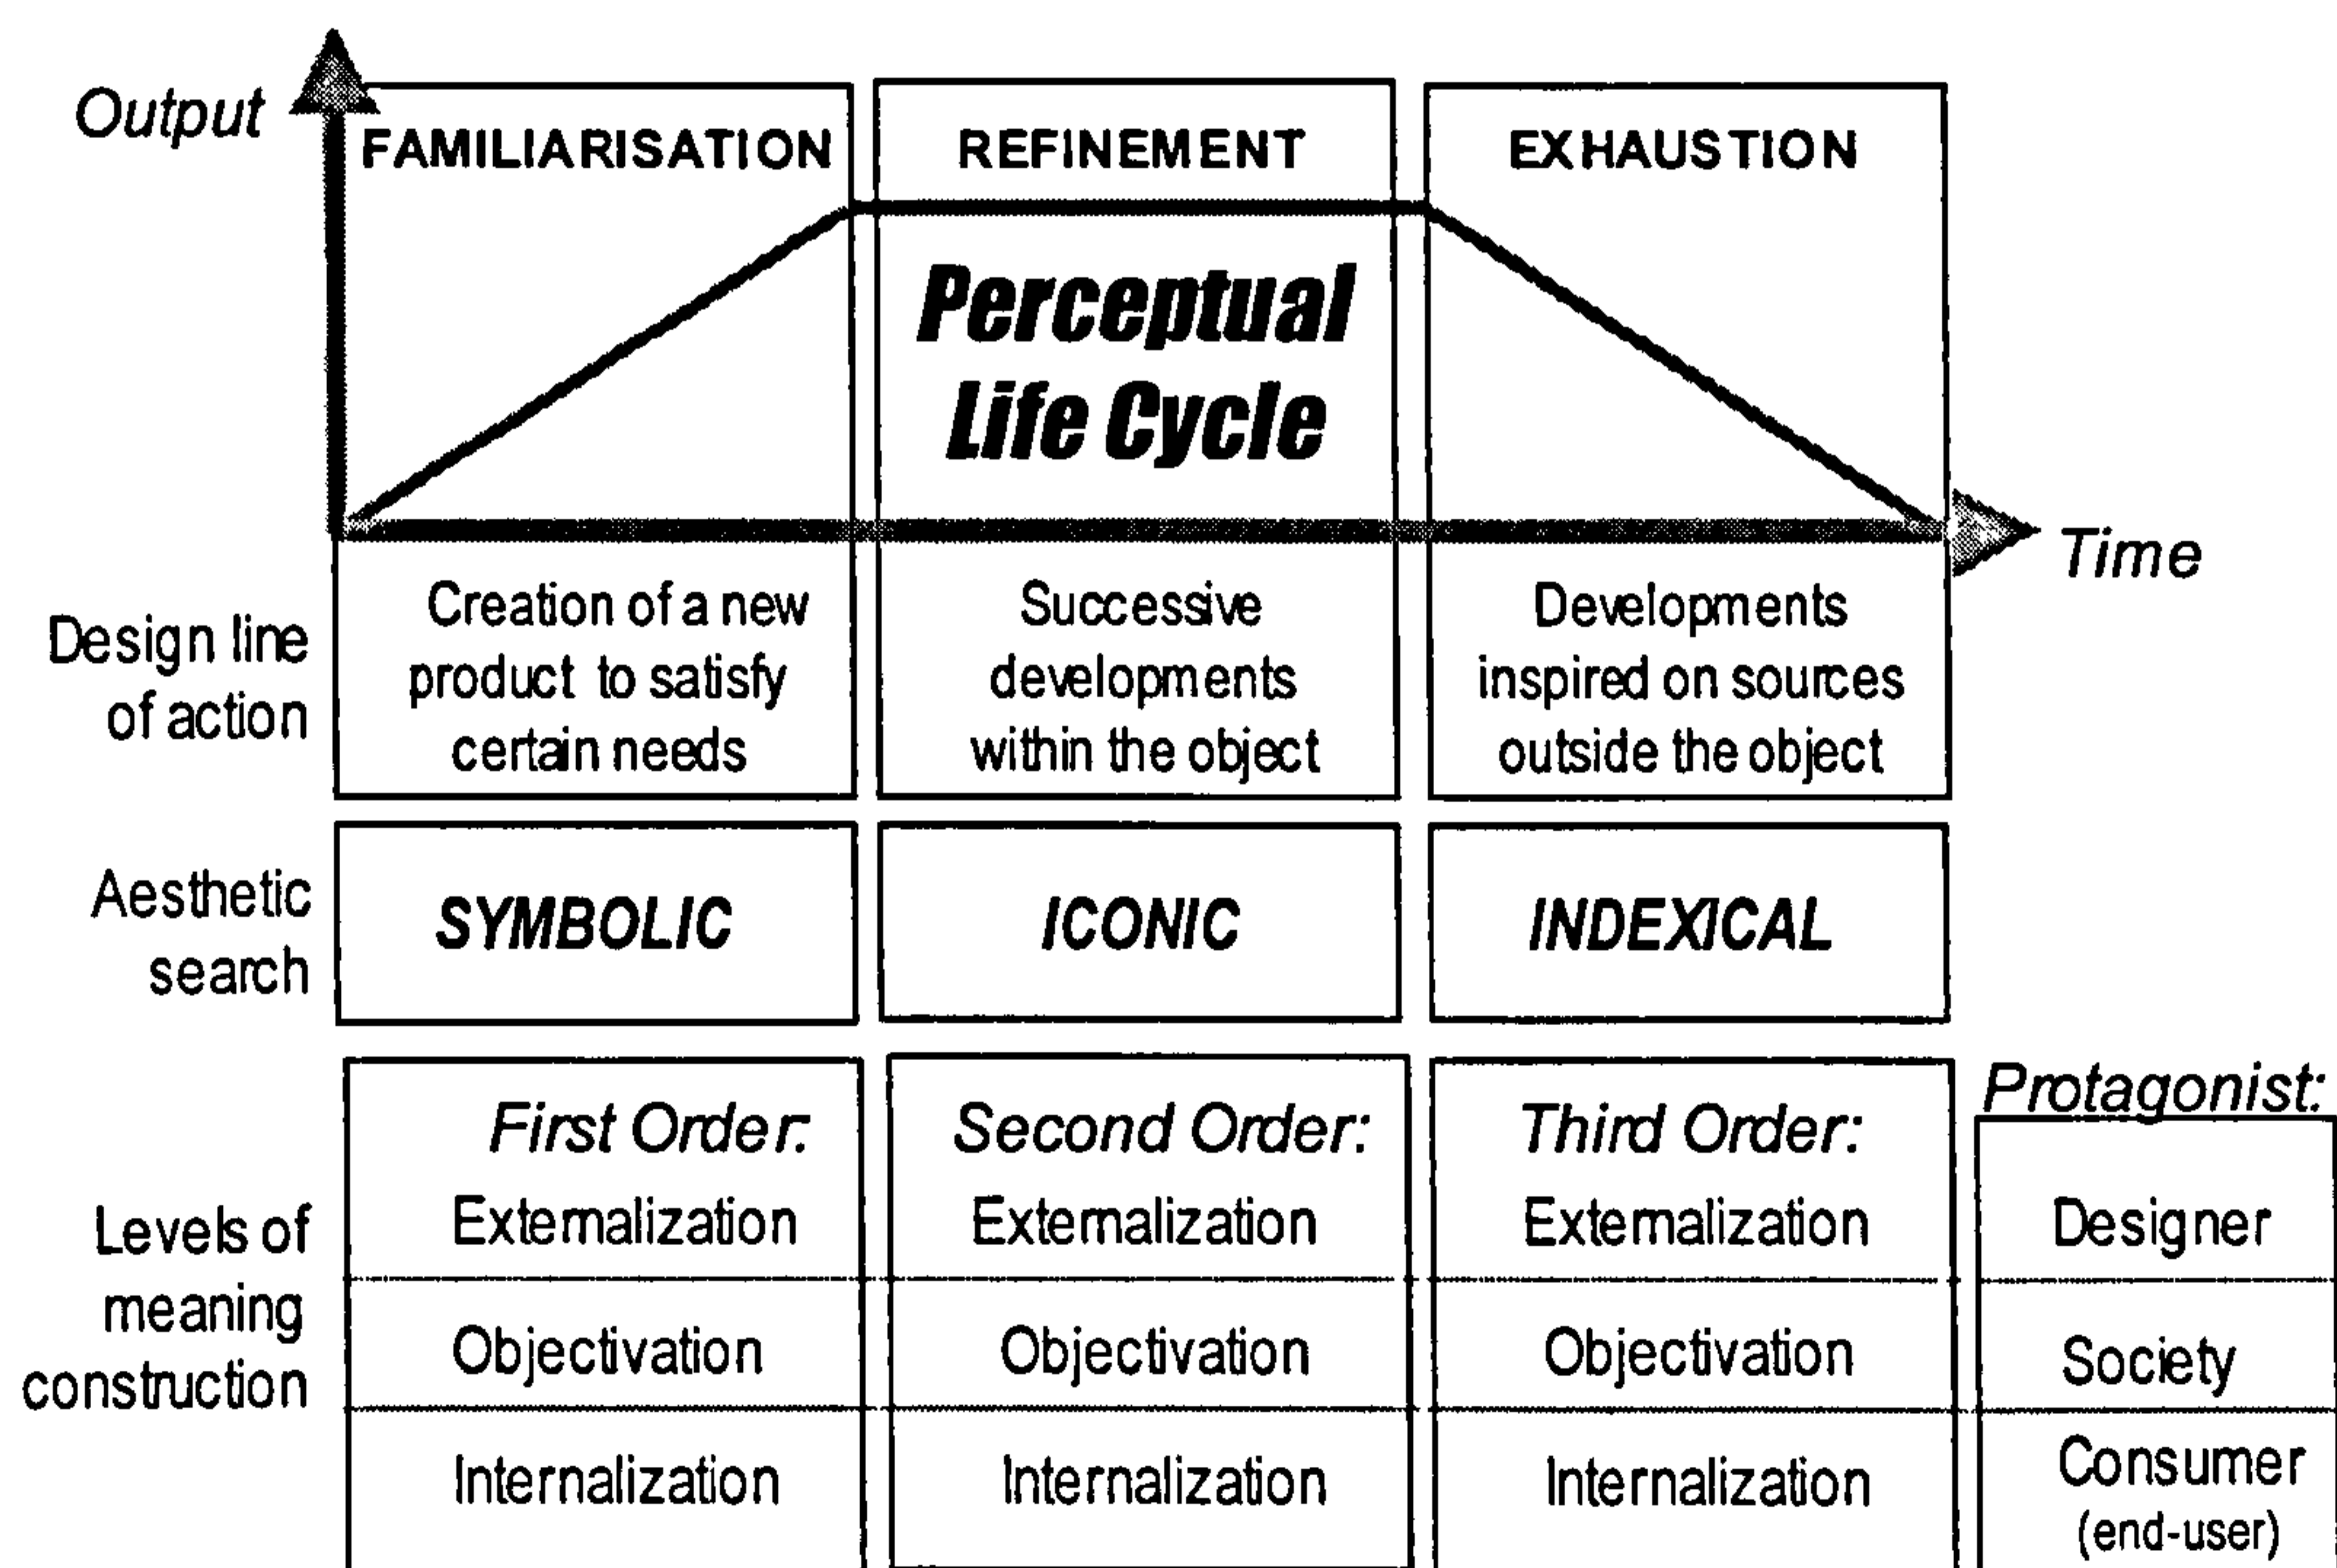 Output
FAMILIARISATION
REFINEMENT
EXHAUSTION
Perceptual
Life Cycle
Time
Design line
of action
Creation of a new
product to satisfy
certain needs
Successive
developments
within the object
Developments
inspired on sources
outside the object
Aesthetic
search
SYMBOLIC
ICONIC
INDEXICAL
Levels of
meaning
construction
First Order:
Externalization
Objectivation
Internalization
Second Order:
Externalization
Objectivation
Internalization
Third Order:
Externalization
Objectivation
Internalization
Protagonist:
Designer
Society
Consumer
(end-user)